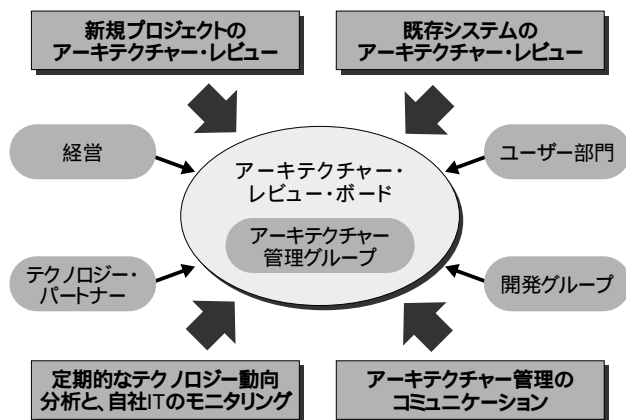 新規プロジェクトの
アーキテクチャー・レビュー
既存システムの
アーキテクチャー・レビュー
経営
ユーザー部門
アーキテクチャー・
レビュー・ボード
アーキテクチャー
管理グループ
テクノロジー・
パートナー
開発グループ
定期的なテクノロジー動向
分析と、自社ITのモニタリング
アーキテクチャー管理の
コミュニケーション